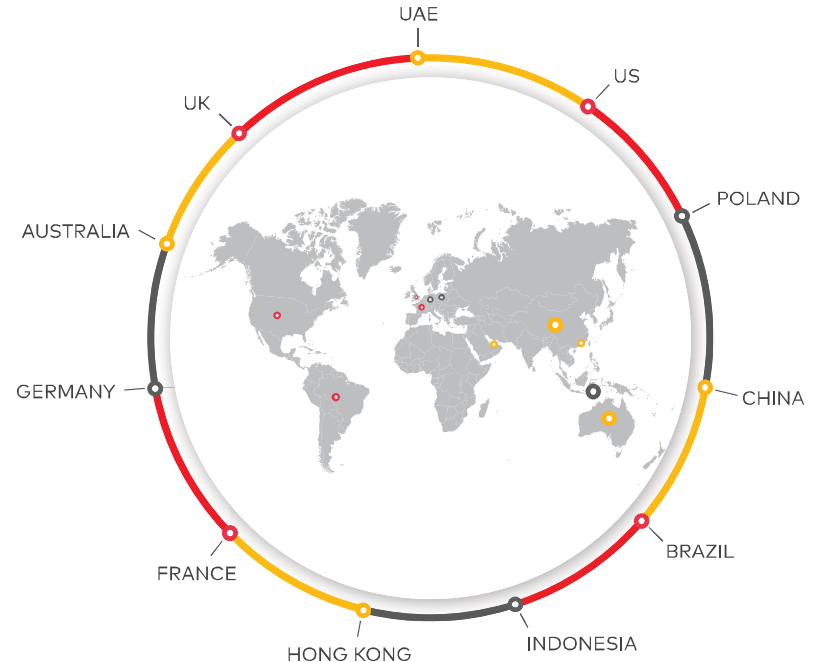 UAE
US
UK
POLAND
AUSTRALIA
GERMANY
CHINA
BRAZIL
FRANCE
INDONESIA
HONG KONG